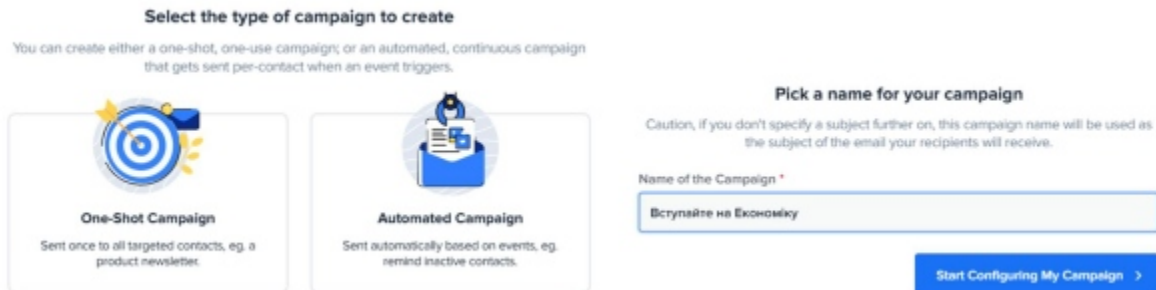 Select the type of campaign to create
You can create either a one-shot, one-use campaign; or an automated, continuous campaign
that gets sent per-contact when an event triggers.
One-Shot Campaign
Sent once to all targeted contacts, eg. a
product newsletter.
Automated Campaign
Sent automatically based on events, eg.
remind inactive contacts.
Pick a name for your campaign
Caution, if you don't specify a subject further on, this campaign name will be used as
the subject of the email your recipients will receive.
Name of the Campaign *
Вступайте на Економіку
Start Configuring My Campaign >